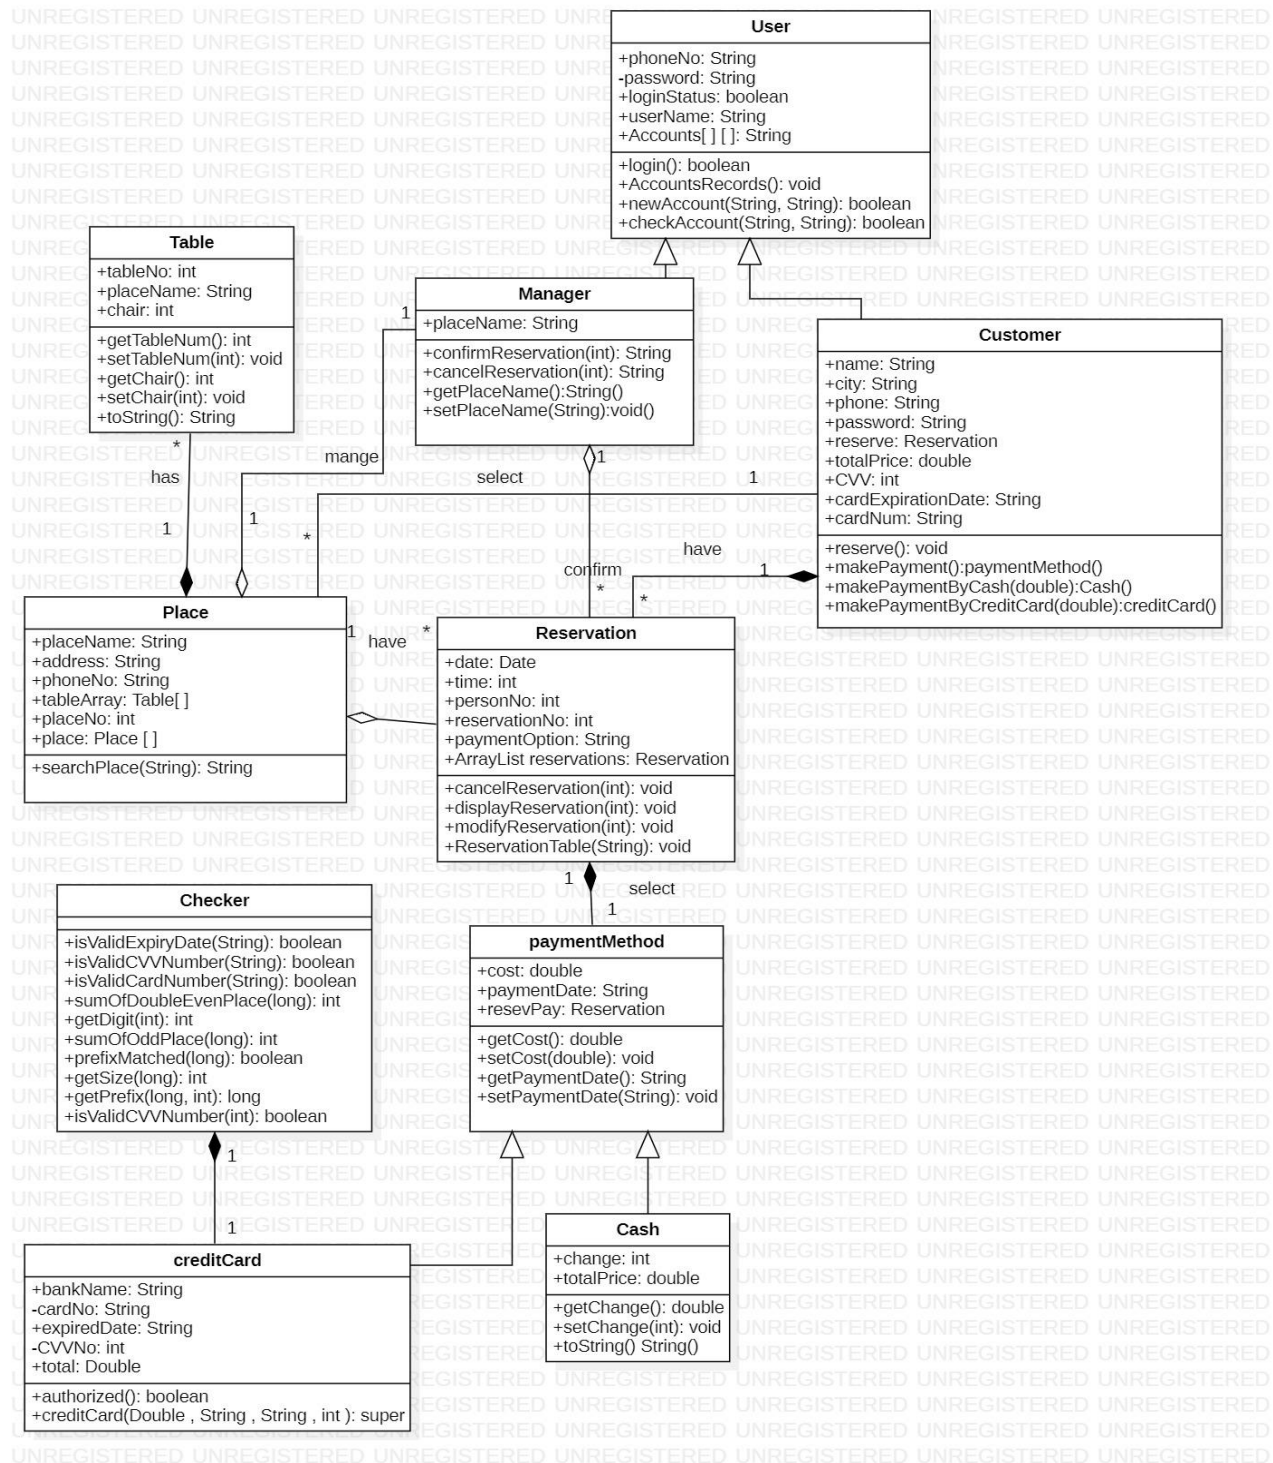 User
+phoneNo: String
-password: String
+loginStatus: boolean
+userName: String
+Accounts[ ] [ ]: String
+login(): boolean
+AccountsRecords(): void
+newAccount(String, String): boolean
+checkAccount(String, String): boolean
Table
+tableNo: int
+placeName: String
+chair: int
+getTableNum(): int
+setTableNum(int): void
+getChair(): int
+setChair(int): void
+toString(): String
Manager
+placeName: String
+confirmReservation(int): String
+cancelReservation(int): String
+getPlaceName():String()
+setPlaceName(String):void()
Customer
+name: String
+city: String
+phone: String
+password: String
+reserve: Reservation
+totalPrice: double
+CVV: int
+cardExpirationDate: String
+cardNum: String
+reserve(): void
+makePayment():paymentMethod()
+makePaymentByCash(double):Cash()
+makePaymentByCreditCard(double):creditCard()
1
*
has
1
mange
1
select
1
*
1
confirm
*
have
1
*
Place
+placeName: String
+address: String
+phoneNo: String
+tableArray: Table[ ]
+placeNo: int
+place: Place [ ]
+searchPlace(String): String
1
have
*
Reservation
+date: Date
+time: int
+personNo: int
+reservationNo: int
+paymentOption: String
+ArrayList reservations: Reservation
+cancelReservation(int): void
+displayReservation(int): void
+modifyReservation(int): void
+ReservationTable(String): void
1
select
1
Checker
+isValidExpiryDate(String): boolean
+isValidCVVNumber(String): boolean
+isValidCardNumber(String): boolean
+sumOfDoubleEvenPlace(long): int
+getDigit(int): int
+sumOfOddPlace(long): int
+prefixMatched(long): boolean
+getSize(long): int
+getPrefix(long, int): long
+isValidCVVNumber(int): boolean
paymentMethod
+cost: double
+paymentDate: String
+resevPay: Reservation
+getCost(): double
+setCost(double): void
+getPaymentDate(): String
+setPaymentDate(String): void
1
1
creditCard
+bankName: String
-cardNo: String
+expiredDate: String
-CVVNo: int
+total: Double
+authorized(): boolean
+creditCard(Double , String , String , int ): super
Cash
+change: int
+totalPrice: double
+getChange(): double
+setChange(int): void
+toString() String()
UNREGISTERED